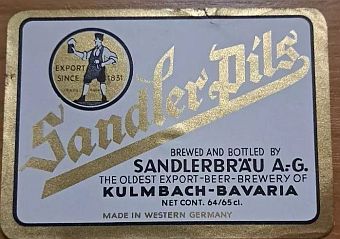 EXPORT
SINCE 1831
Sandler Pils
BREWED AND BOTTLED BY
SANDLERBRÄU A.-G.
THE OLDEST EXPORT-BEER-BREWERY OF
KULMBACH-BAVARIA
NET CONT. 64/65 cl.
MADE IN WESTERN GERMANY